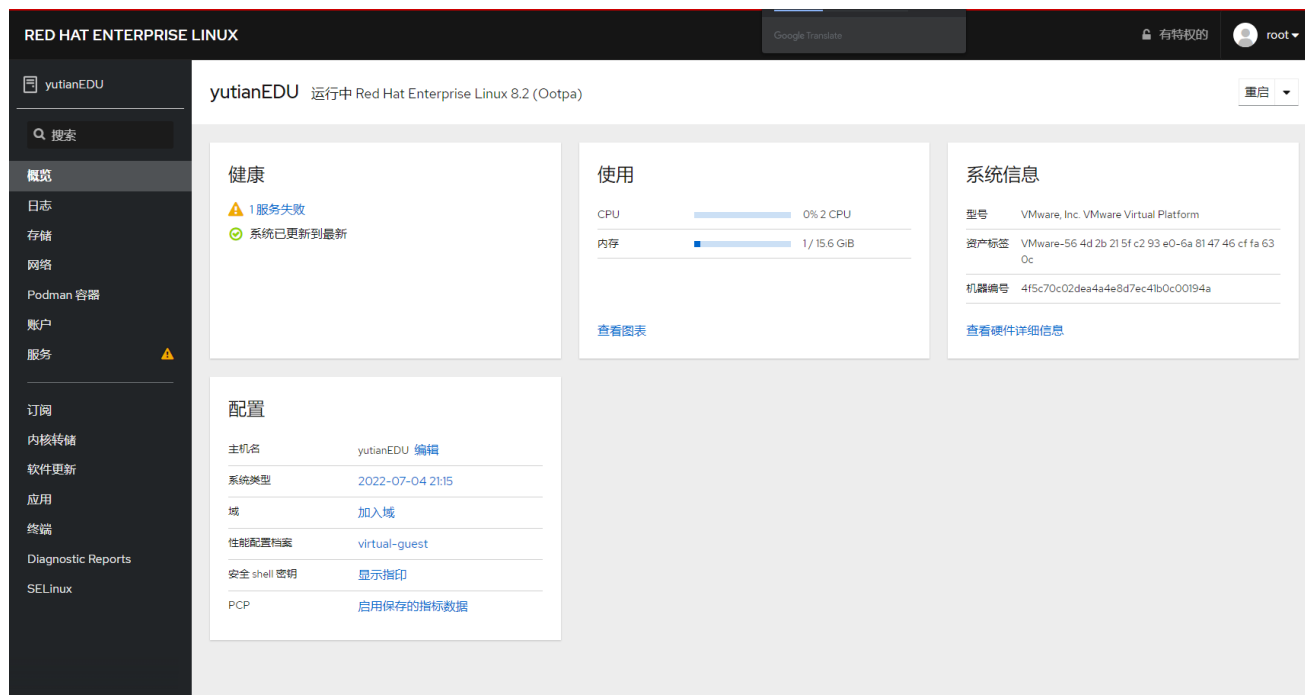 RED HAT ENTERPRISE LINUX
Google Translate
有特权的
root
yutianEDU
搜索
概览
日志
存储
网络
Podman 容器
账户
服务
订阅
内核转储
软件更新
应用
终端
Diagnostic Reports
SELinux
yutianEDU 运行中 Red Hat Enterprise Linux 8.2 (Ootpa)
重启
健康
1 服务失败
系统已更新到最新
使用
CPU 0% 2 CPU
内存 1 / 15.6 GiB
查看图表
系统信息
型号 VMware, Inc. VMware Virtual Platform
资产标签 VMware-56 4d 2b 21 5f c2 93 e0-6a 81 47 46 cf fa 63
0c
机器编号 4f5c70c02dea4a4e8d7ec41b0c00194a
查看硬件详细信息
配置
主机名 yutianEDU 编辑
系统类型 2022-07-04 21:15
域 加入域
性能配置档案 virtual-guest
安全 shell 密钥 显示指印
PCP 启用保存的指标数据